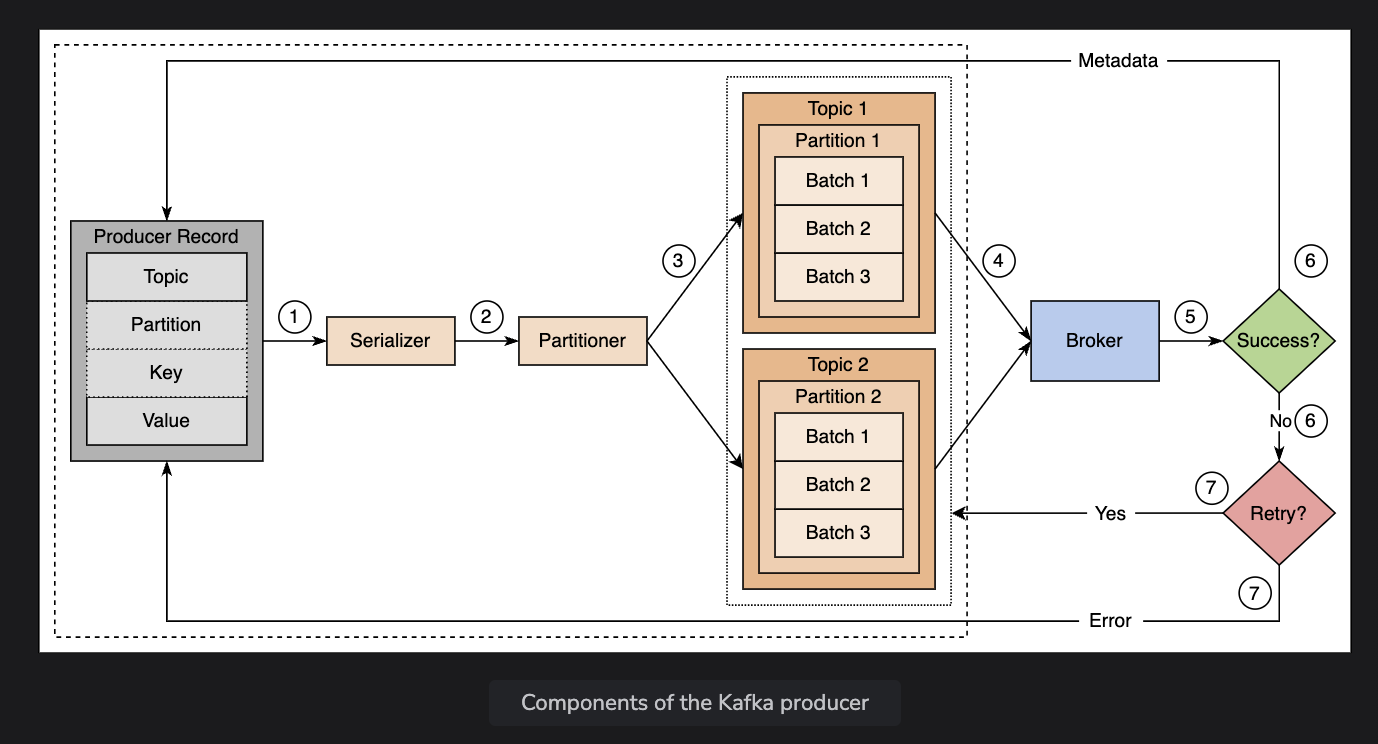 Metadata
Topic 1
Partition 1
Batch 1
Batch 2
Batch 3
Producer Record
Topic
Partition
Key
Value
1
Serializer
2
Partitioner
3
4
Broker
5
Success?
6
No
6
Topic 2
Partition 2
Batch 1
Batch 2
Batch 3
Retry?
7
Yes
7
Error
Components of the Kafka producer